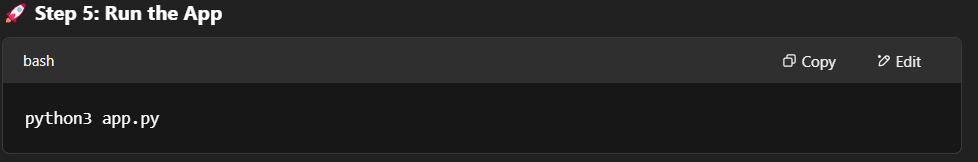 🚀 Step 5: Run the App
bash Copy Edit
python3 app.py